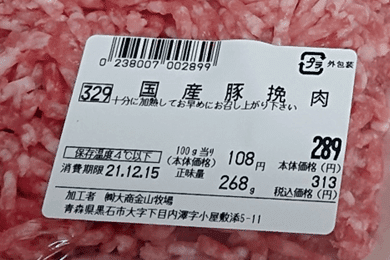 0 238007 002899
プラ 外包装
329 国産豚挽肉
十分に加熱してお早めにお召し上がり下さい
保存温度4℃以下
消費期限 21.12.15
100g当り
(本体価格) 108円
正味量
268g
289
本体価格(円)
313
税込価格(円)
加工者 ㈱大商金山牧場
青森県黒石市大字下目内澤字小屋敷添5-11